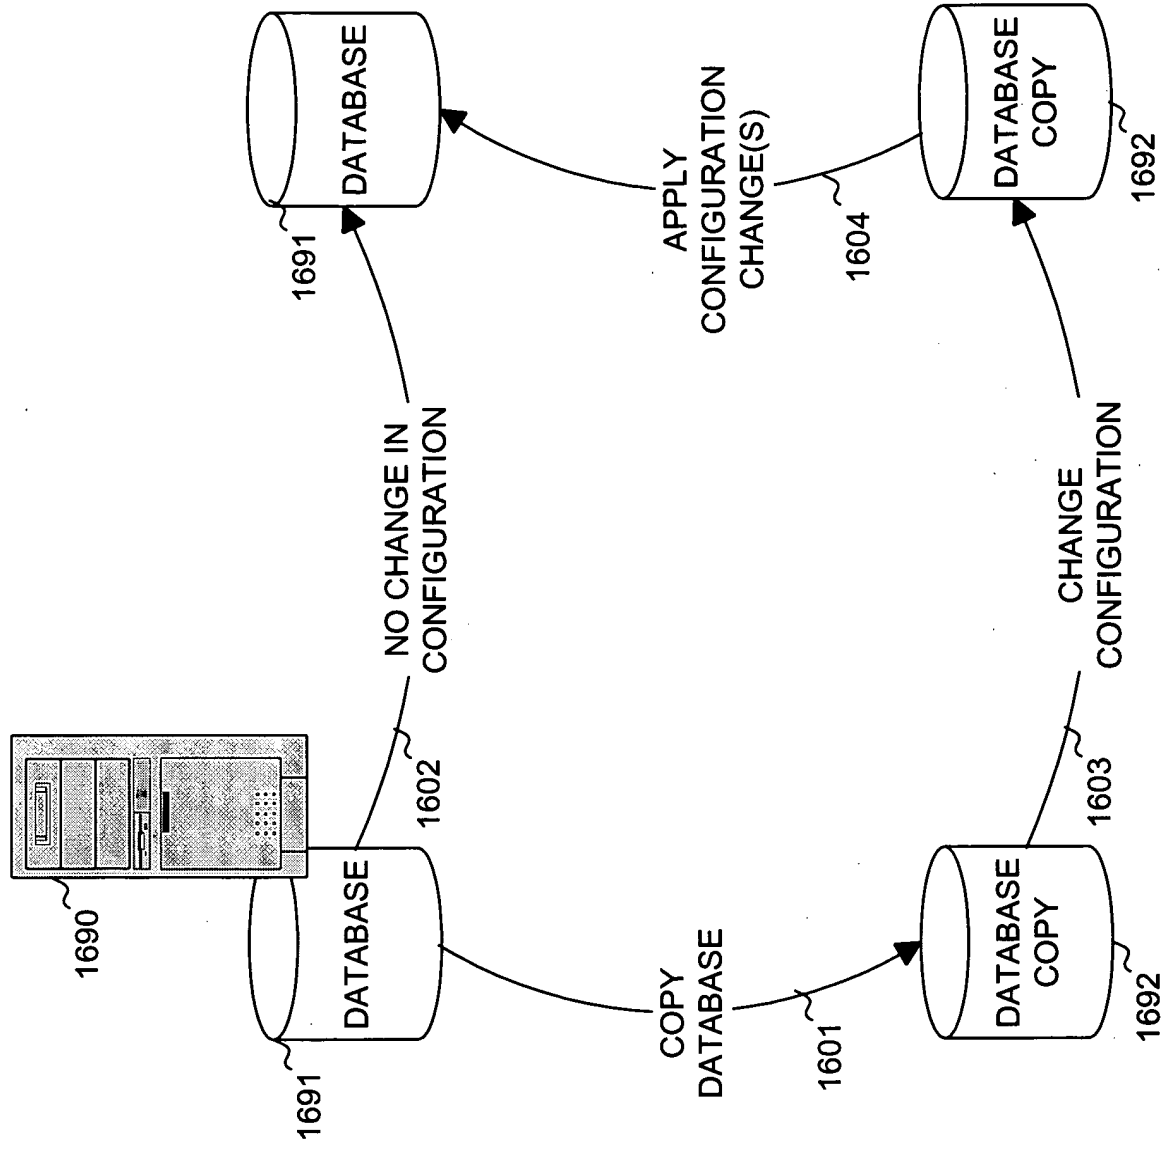 1690
1691
DATABASE
1602
NO CHANGE IN
CONFIGURATION
1691
DATABASE
COPY
DATABASE
1601
APPLY
CONFIGURATION
CHANGE(S)
1604
DATABASE
COPY
1692
1603
CHANGE
CONFIGURATION
DATABASE
COPY
1692